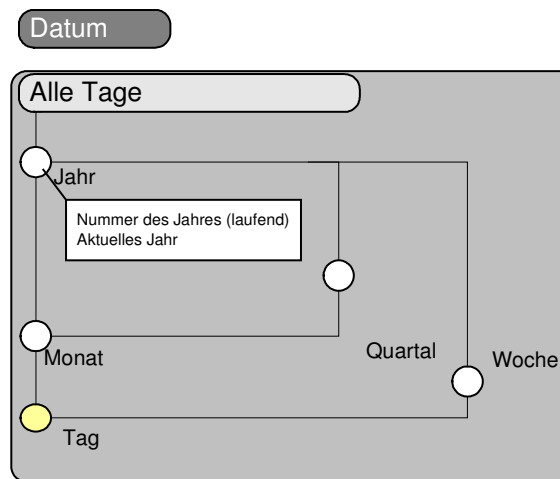 Datum
Alle Tage
Jahr
Nummer des Jahres (laufend)
Aktuelles Jahr
Monat
Quartal
Woche
Tag